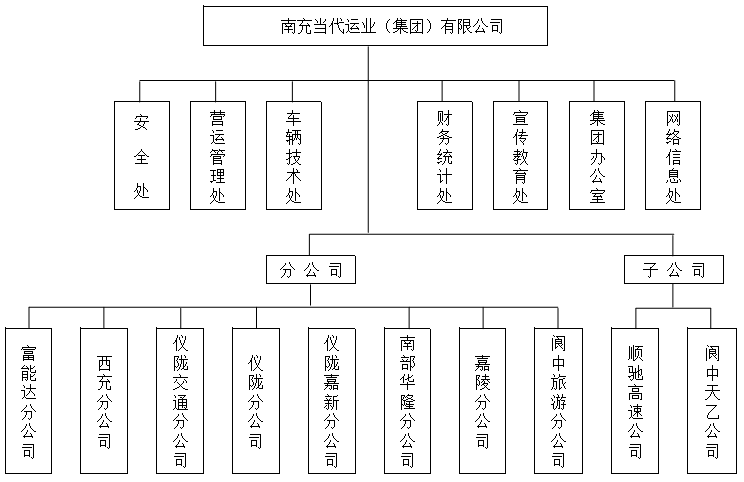 南充当代运业（集团）有限公司
安全处
营运管理处
车辆技术处
财务统计处
宣传教育处
集团办公室
网络信息处
分公司
子公司
富能达分公司
西充分公司
仪陇交通分公司
仪陇分公司
仪陇嘉新分公司
南部华隆分公司
嘉陵分公司
阆中旅游分公司
顺驰高速公司
阆中天乙公司